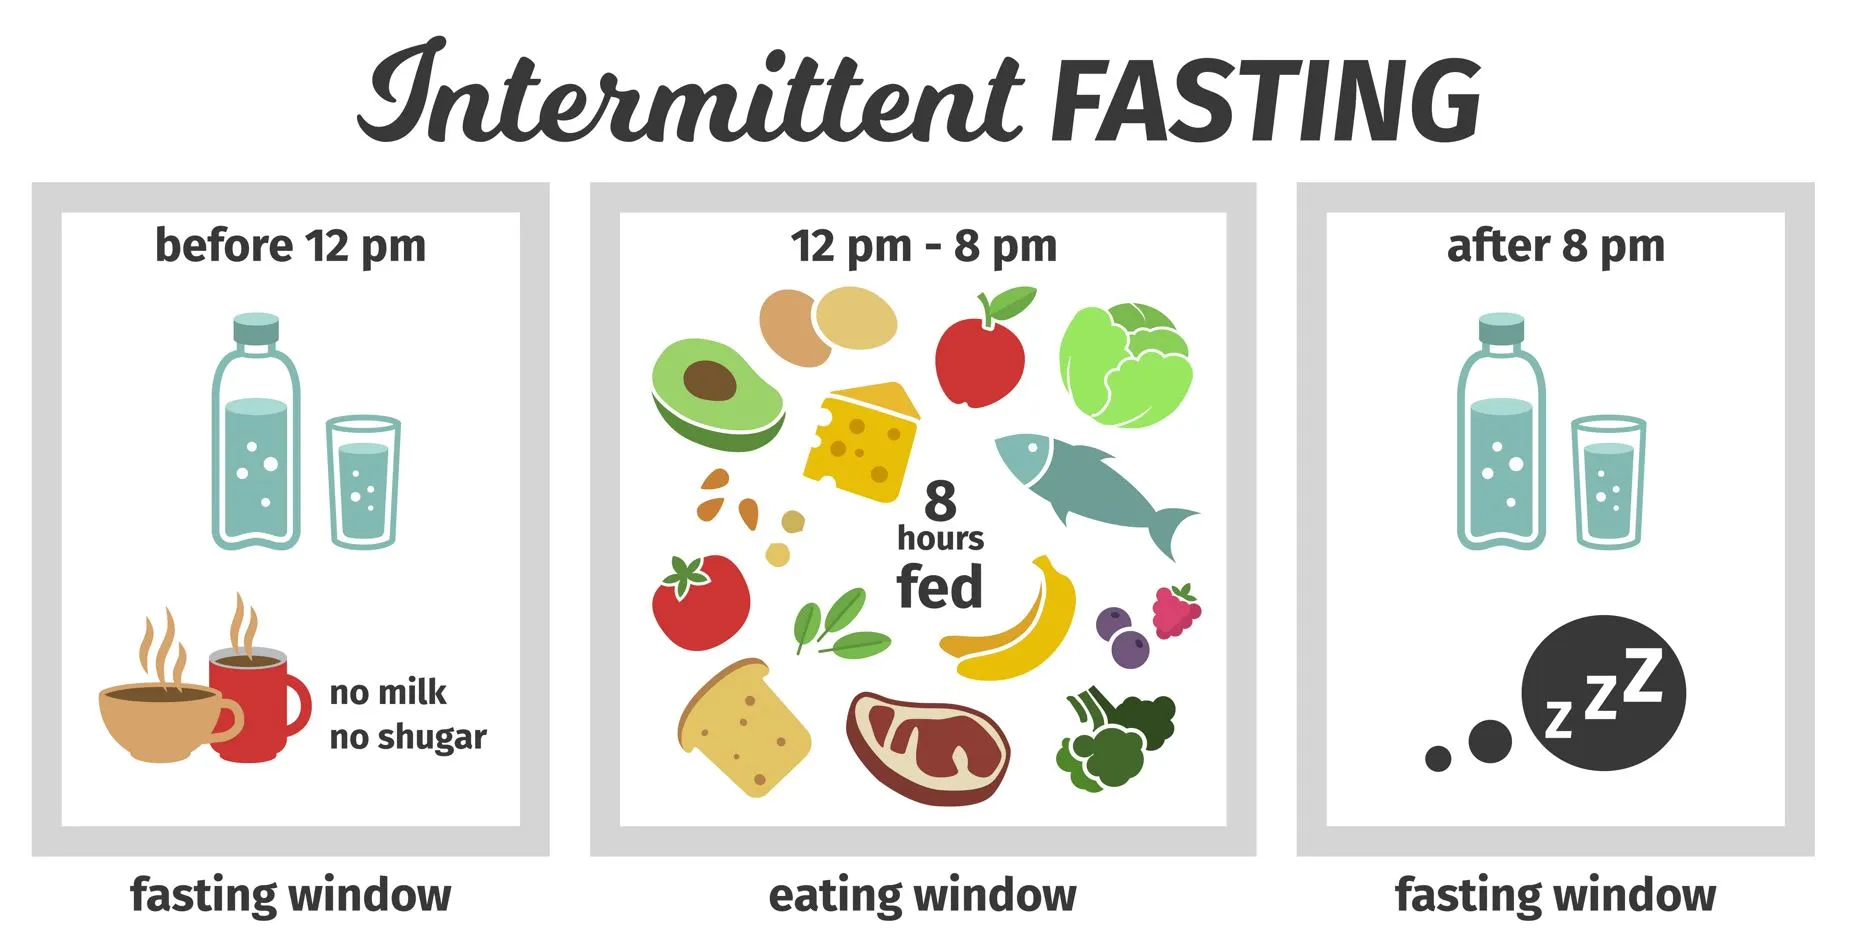 Intermittent FASTING
before 12 pm
no milk
no shugar
fasting window
12 pm - 8 pm
8
hours
fed
eating window
after 8 pm
z z z
fasting window